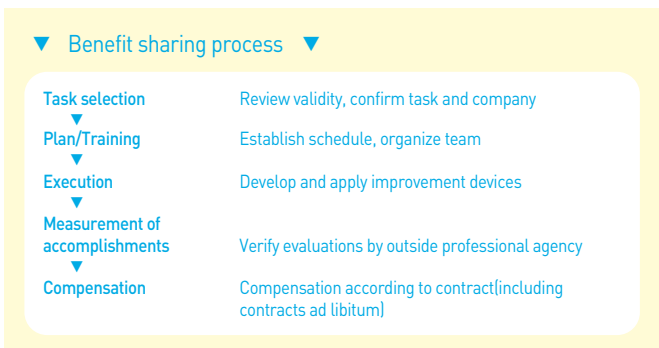 ▼ Benefit sharing process ▼
Task selection Review validity, confirm task and company
▼
Plan/Training Establish schedule, organize team
▼
Execution Develop and apply improvement devices
▼
Measurement of
accomplishments Verify evaluations by outside professional agency
▼
Compensation Compensation according to contract(including
contracts ad libitum)